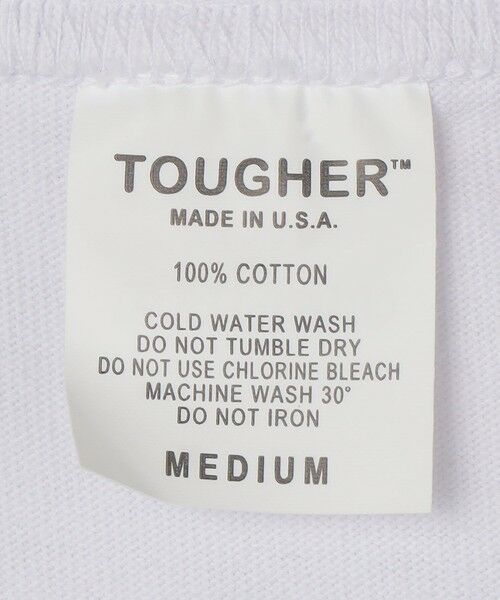 TOUGHER™
MADE IN U.S.A.
100% COTTON
COLD WATER WASH
DO NOT TUMBLE DRY
DO NOT USE CHLORINE BLEACH
MACHINE WASH 30°
DO NOT IRON
MEDIUM